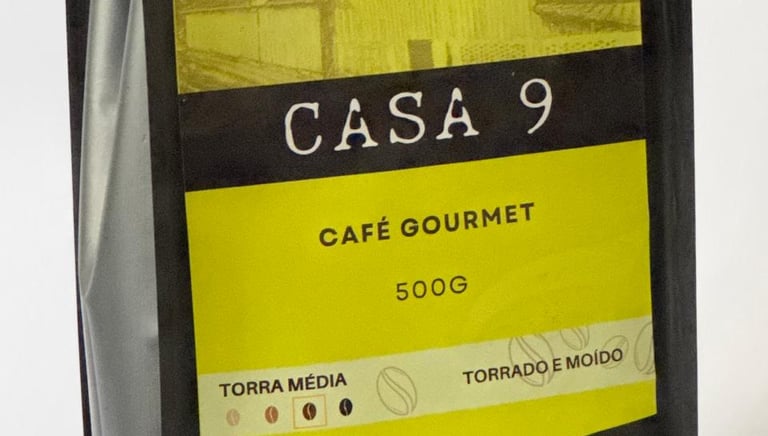 CASA 9
CAFÉ GOURMET
500G
TORRA MÉDIA
TORRADO E MOÍDO